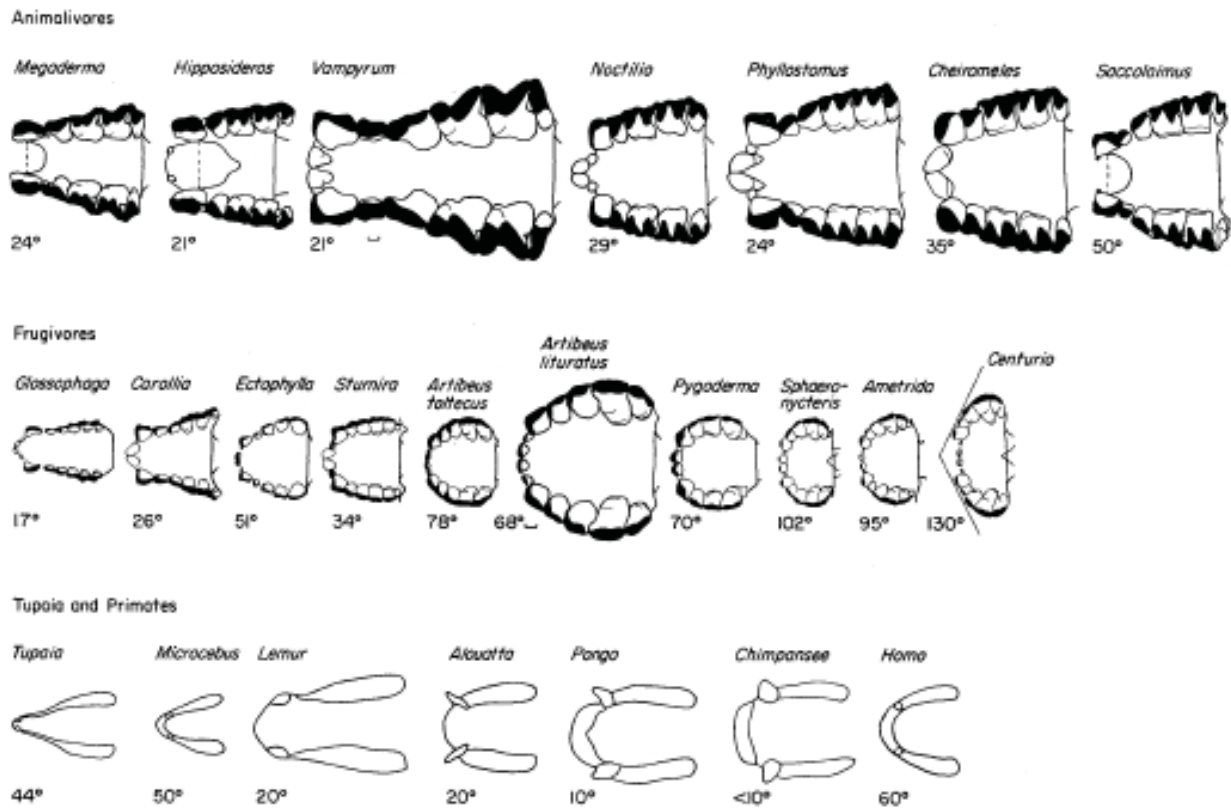 Animalivores
Megaderma Hipposideros Vampyrum Noctilio Phyllostomus Cheiromeles Saccolaimus
24° 21° 21° 29° 24° 35° 50°
Frugivores
Artibeus
lituratus
Centurio
Glossophaga Carollia Ectophylla Sturnira Artibeus
toltecus Pygoderma Sphaero-
nycteris Ametrida
17° 26° 51° 34° 78° 68° 70° 102° 95° 130°
Tupaia and Primates
Tupaia Microcebus Lemur Alouatta Pongo Chimpansee Homo
44° 50° 20° 20° 10° <10° 60°